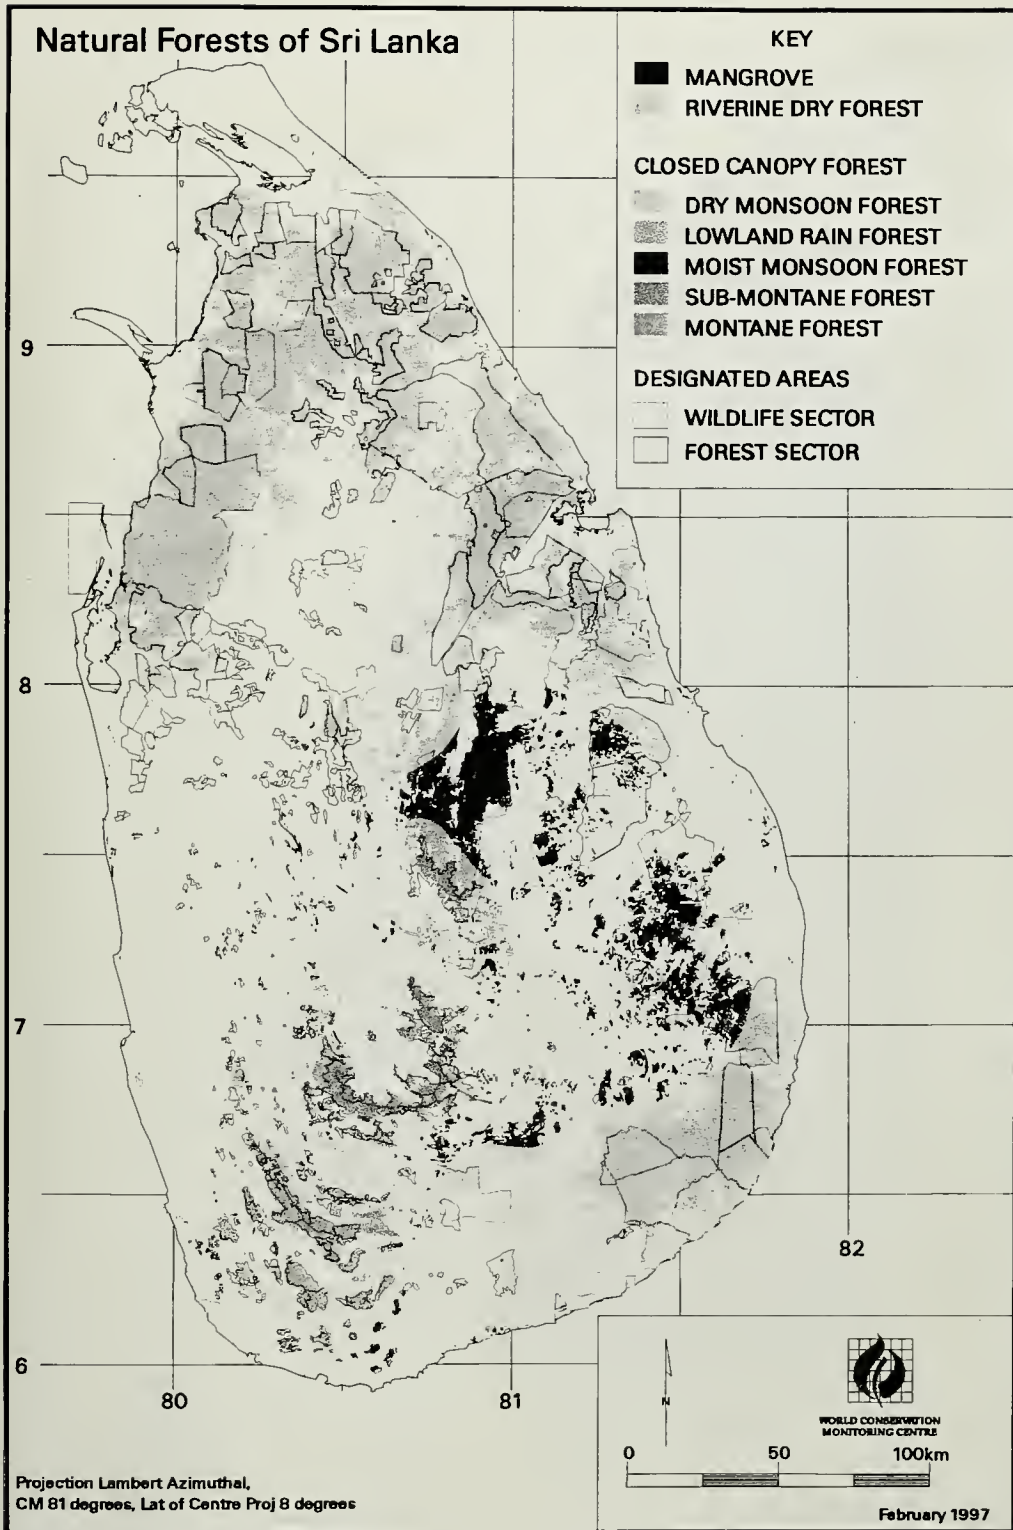 Natural Forests of Sri Lanka
KEY
MANGROVE
RIVERINE DRY FOREST
CLOSED CANOPY FOREST
DRY MONSOON FOREST
LOWLAND RAIN FOREST
MOIST MONSOON FOREST
SUB-MONTANE FOREST
MONTANE FOREST
DESIGNATED AREAS
WILDLIFE SECTOR
FOREST SECTOR
9
8
7
82
6
80
81
N
WORLD CONSERVATION
MONITORING CENTRE
0 50 100km
Projection Lambert Azimuthal,
CM 81 degrees, Lat of Centre Proj 8 degrees
February 1997